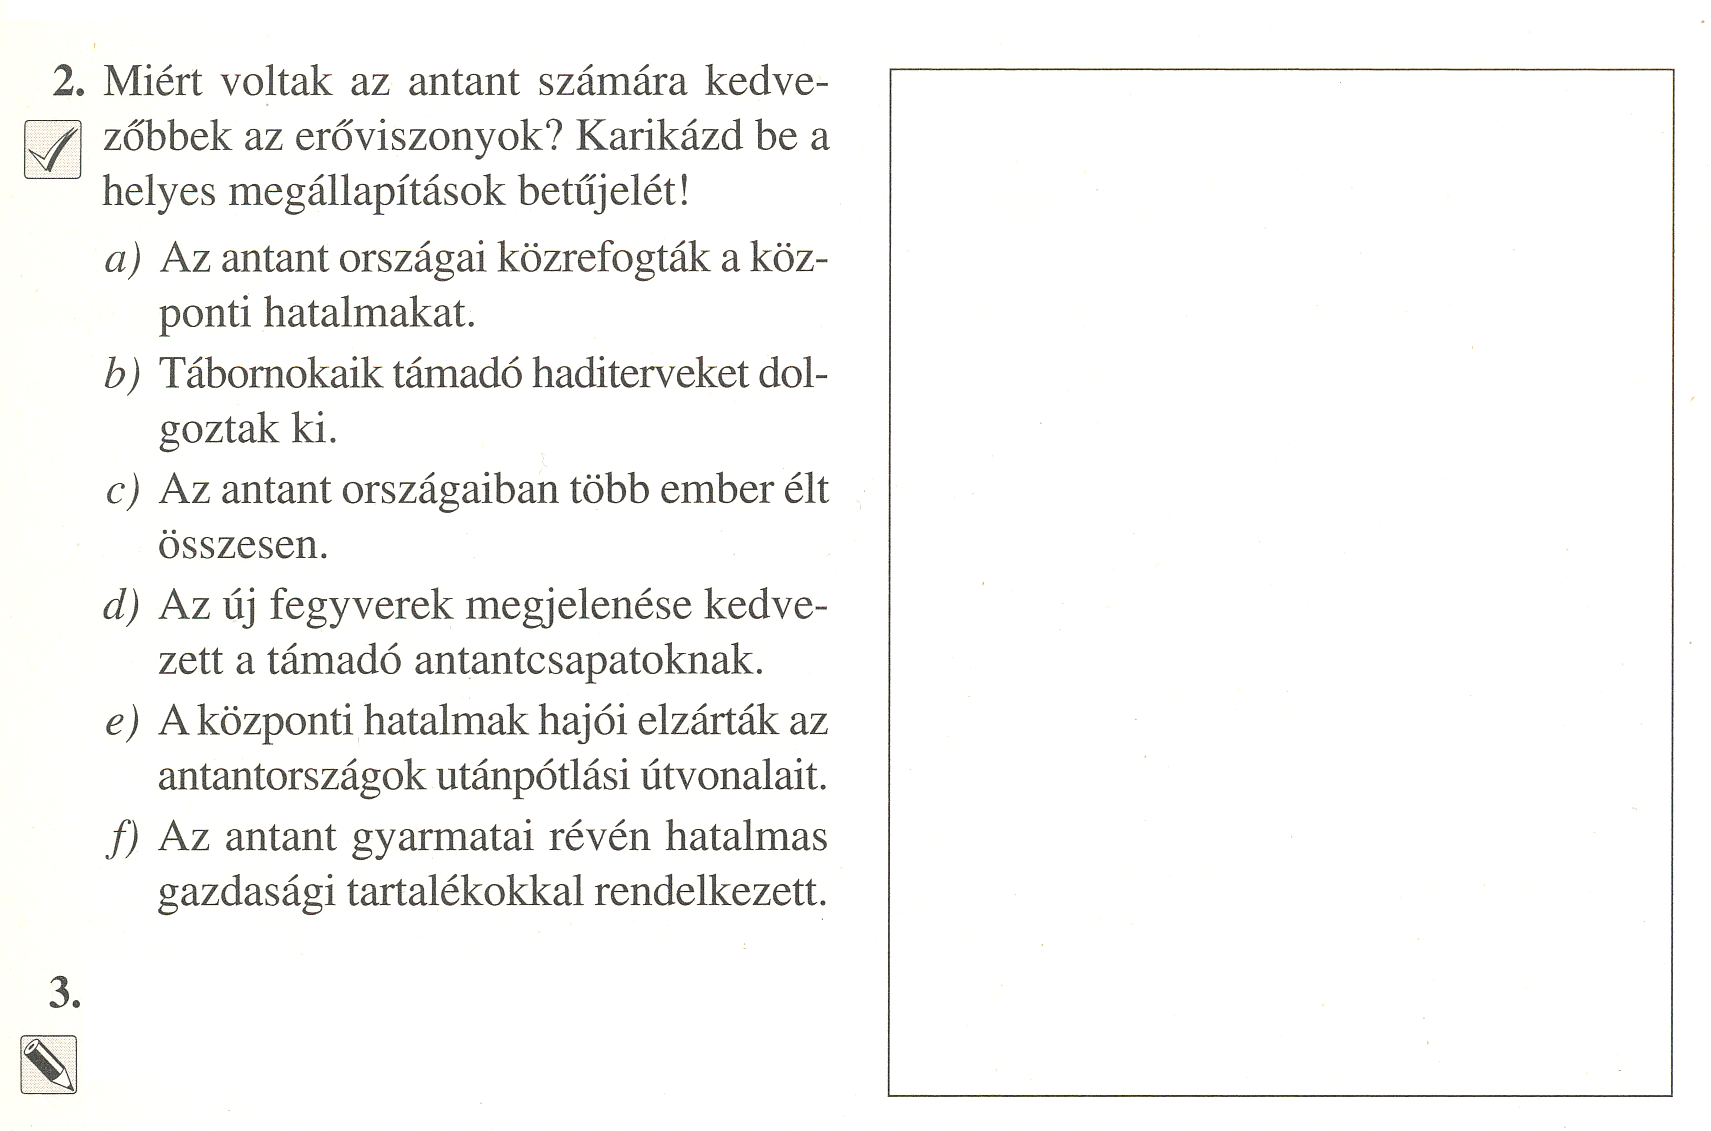 2. Miért voltak az antant számára kedve-
zőbbek az erőviszonyok? Karikázd be a
helyes megállapítások betűjelét!
a) Az antant országai közrefogták a köz-
ponti hatalmakat.
b) Tábornokaik támadó haditerveket dol-
goztak ki.
c) Az antant országaiban több ember élt
összesen.
d) Az új fegyverek megjelenése kedve-
zett a támadó antantcsapatoknak.
e) A központi hatalmak hajói elzárták az
antantországok utánpótlási útvonalait.
f) Az antant gyarmatai révén hatalmas
gazdasági tartalékokkal rendelkezett.
3.